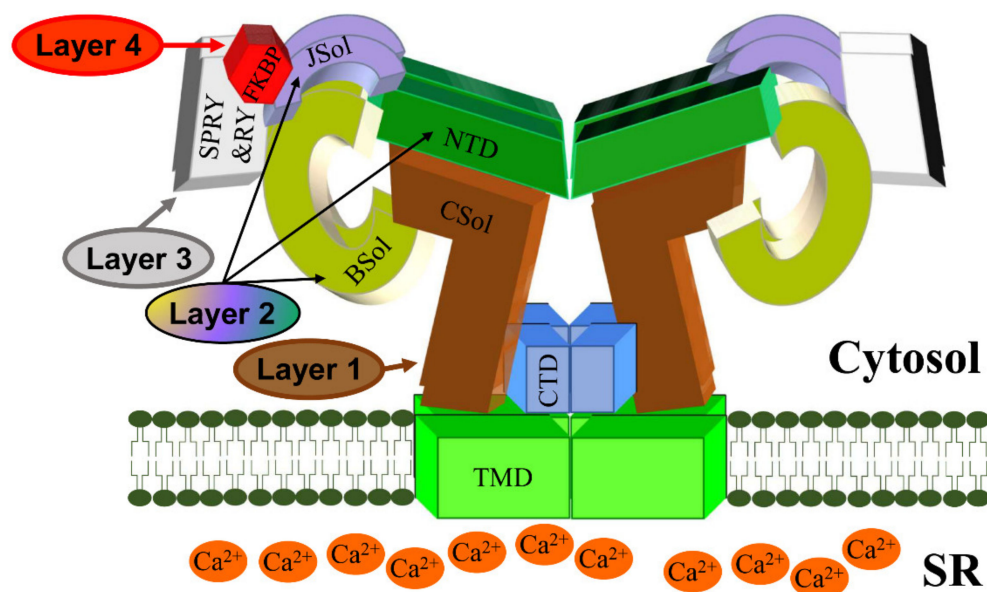 Layer 4
FKBP
JSol
SPRY
&RY
NTD
CSol
BSol
Layer 3
Layer 2
Layer 1
CTD
Cytosol
TMD
Ca²⁺
Ca²⁺
Ca²⁺
Ca²⁺
Ca²⁺
Ca²⁺
Ca²⁺
Ca²⁺
Ca²⁺
Ca²⁺
Ca²⁺
SR